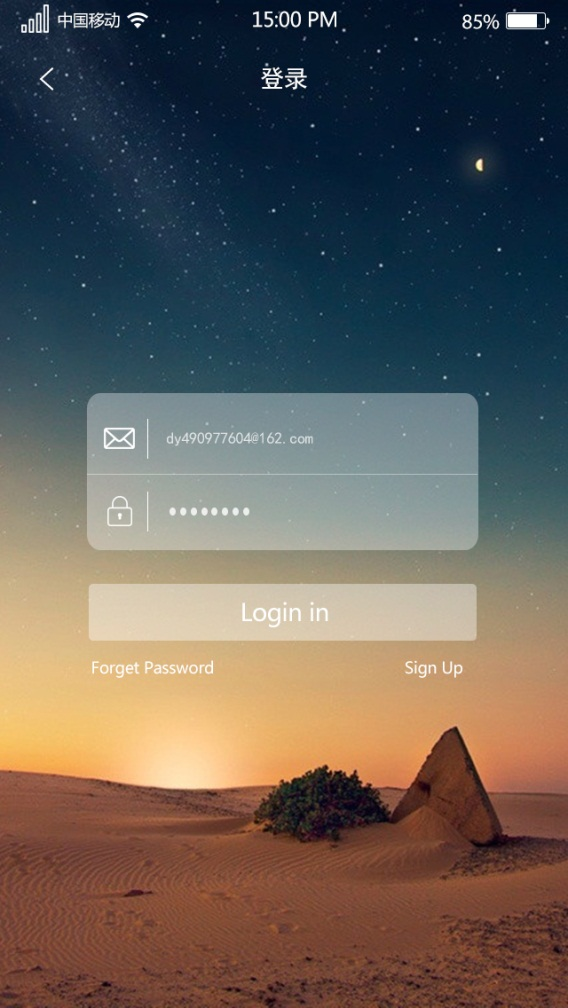 中国移动 15:00 PM 85%
登录
dy490977604@162.com
••••••••
Login in
Forget Password Sign Up